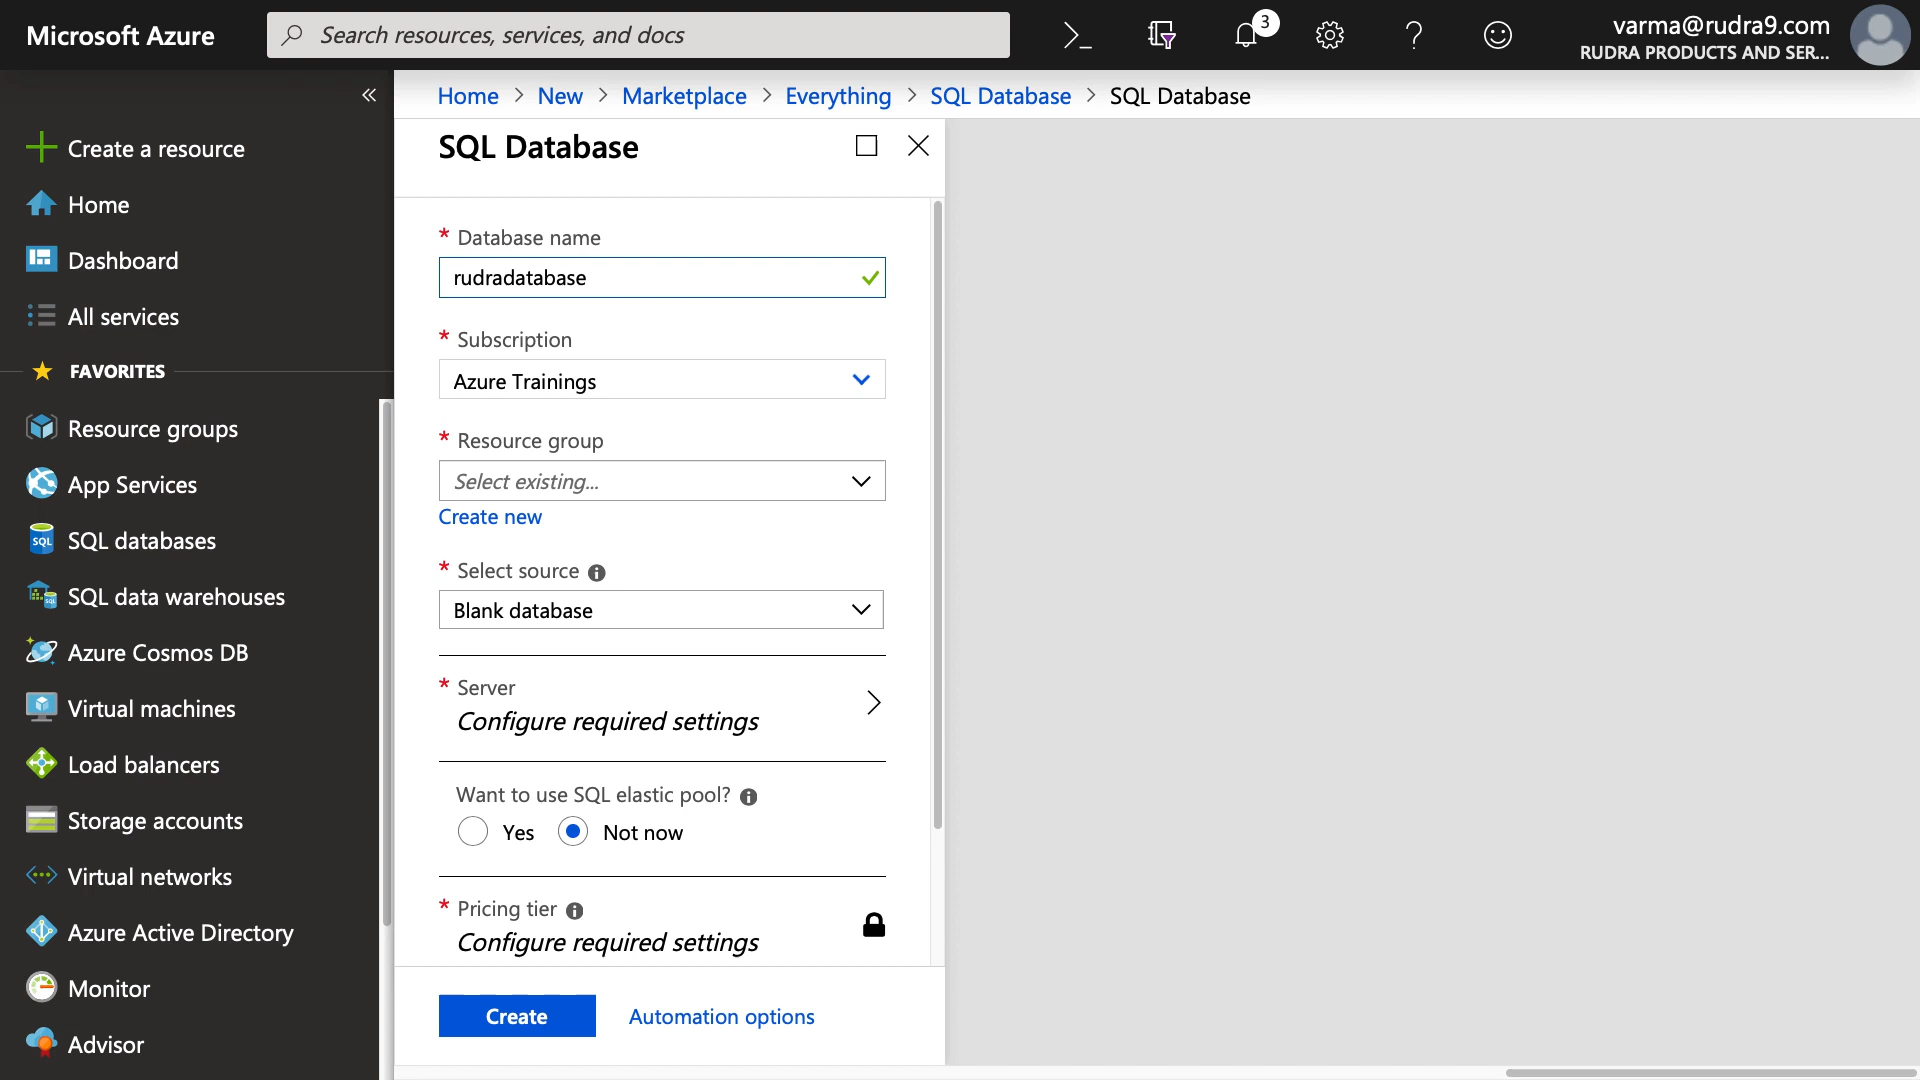 Microsoft Azure
Search resources, services, and docs
3
varma@rudra9.com
RUDRA PRODUCTS AND SER...
«
Create a resource
Home
Dashboard
All services
FAVORITES
Resource groups
App Services
SQL
SQL databases
SQL data warehouses
Azure Cosmos DB
Virtual machines
Load balancers
Storage accounts
Virtual networks
Azure Active Directory
Monitor
Advisor
Home > New > Marketplace > Everything > SQL Database > SQL Database
SQL Database
* Database name
rudradatabase
* Subscription
Azure Trainings
* Resource group
Select existing...
Create new
* Select source
Blank database
* Server
Configure required settings
Want to use SQL elastic pool?
Yes Not now
* Pricing tier
Configure required settings
Create Automation options